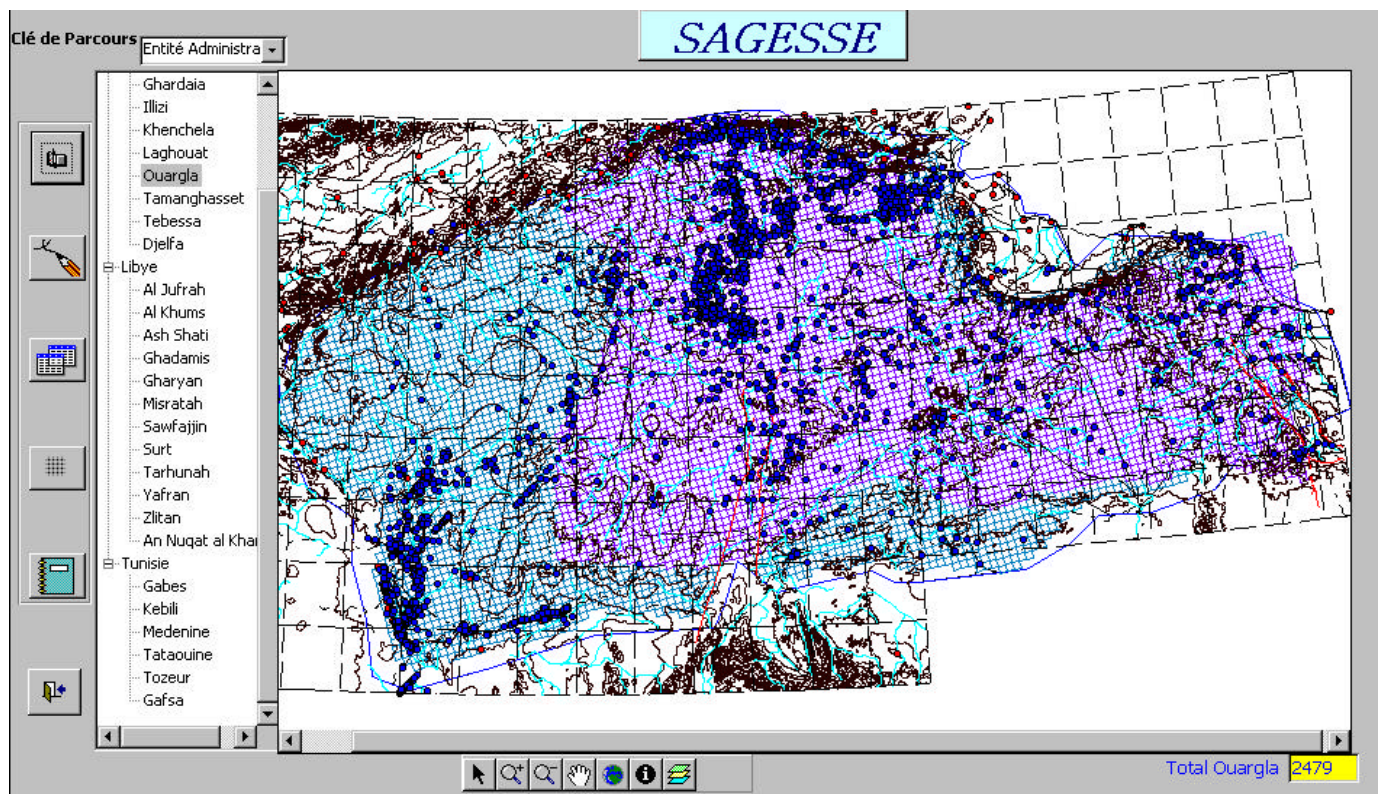 SAGESSE
Clé de Parcours
Entité Administra
Ghardaia
Illizi
Khenchela
Laghouat
Ouargla
Tamanghasset
Tebessa
Djelfa
Libye
Al Jufrah
Al Khums
Ash Shati
Ghadamis
Gharyan
Misratah
Sawfajjin
Surt
Tarhunah
Yafran
Zlitan
An Nuqat al Kha
Tunisie
Gabes
Kebili
Medenine
Tataouine
Tozeur
Gafsa
Total Ouargla 2479